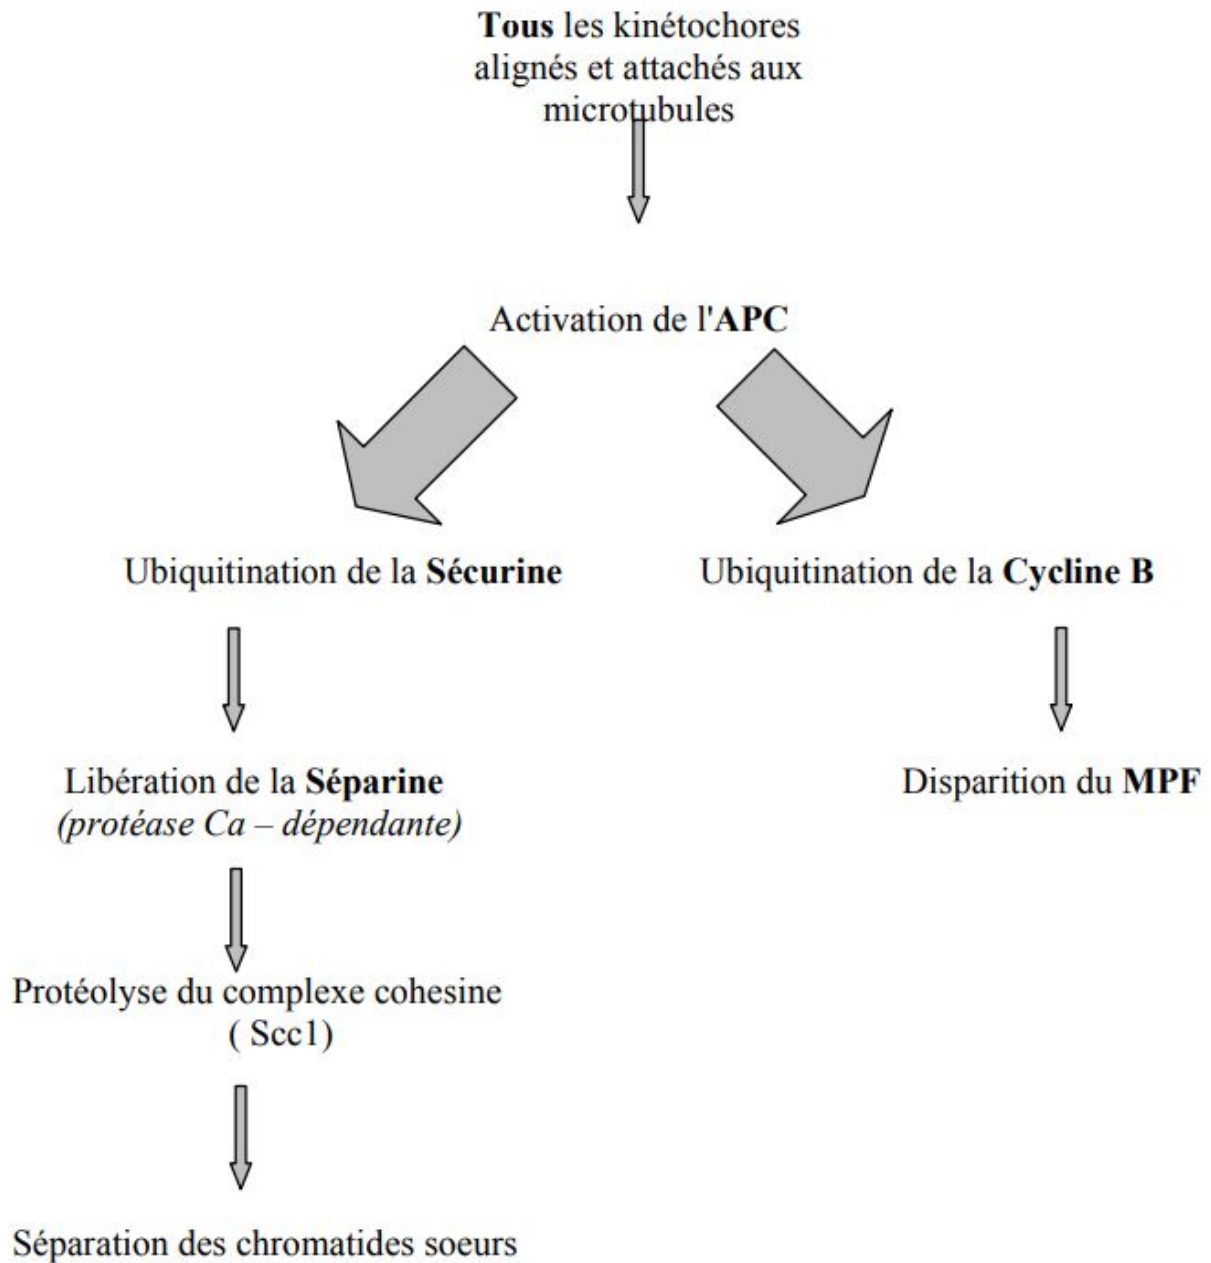 Tous les kinétochores
alignés et attachés aux
microtubules
Activation de l'APC
Ubiquitination de la Sécurine
Ubiquitination de la Cycline B
Libération de la Séparine
(protéase Ca – dépendante)
Disparition du MPF
Protéolyse du complexe cohesine
( Scc1)
Séparation des chromatides soeurs